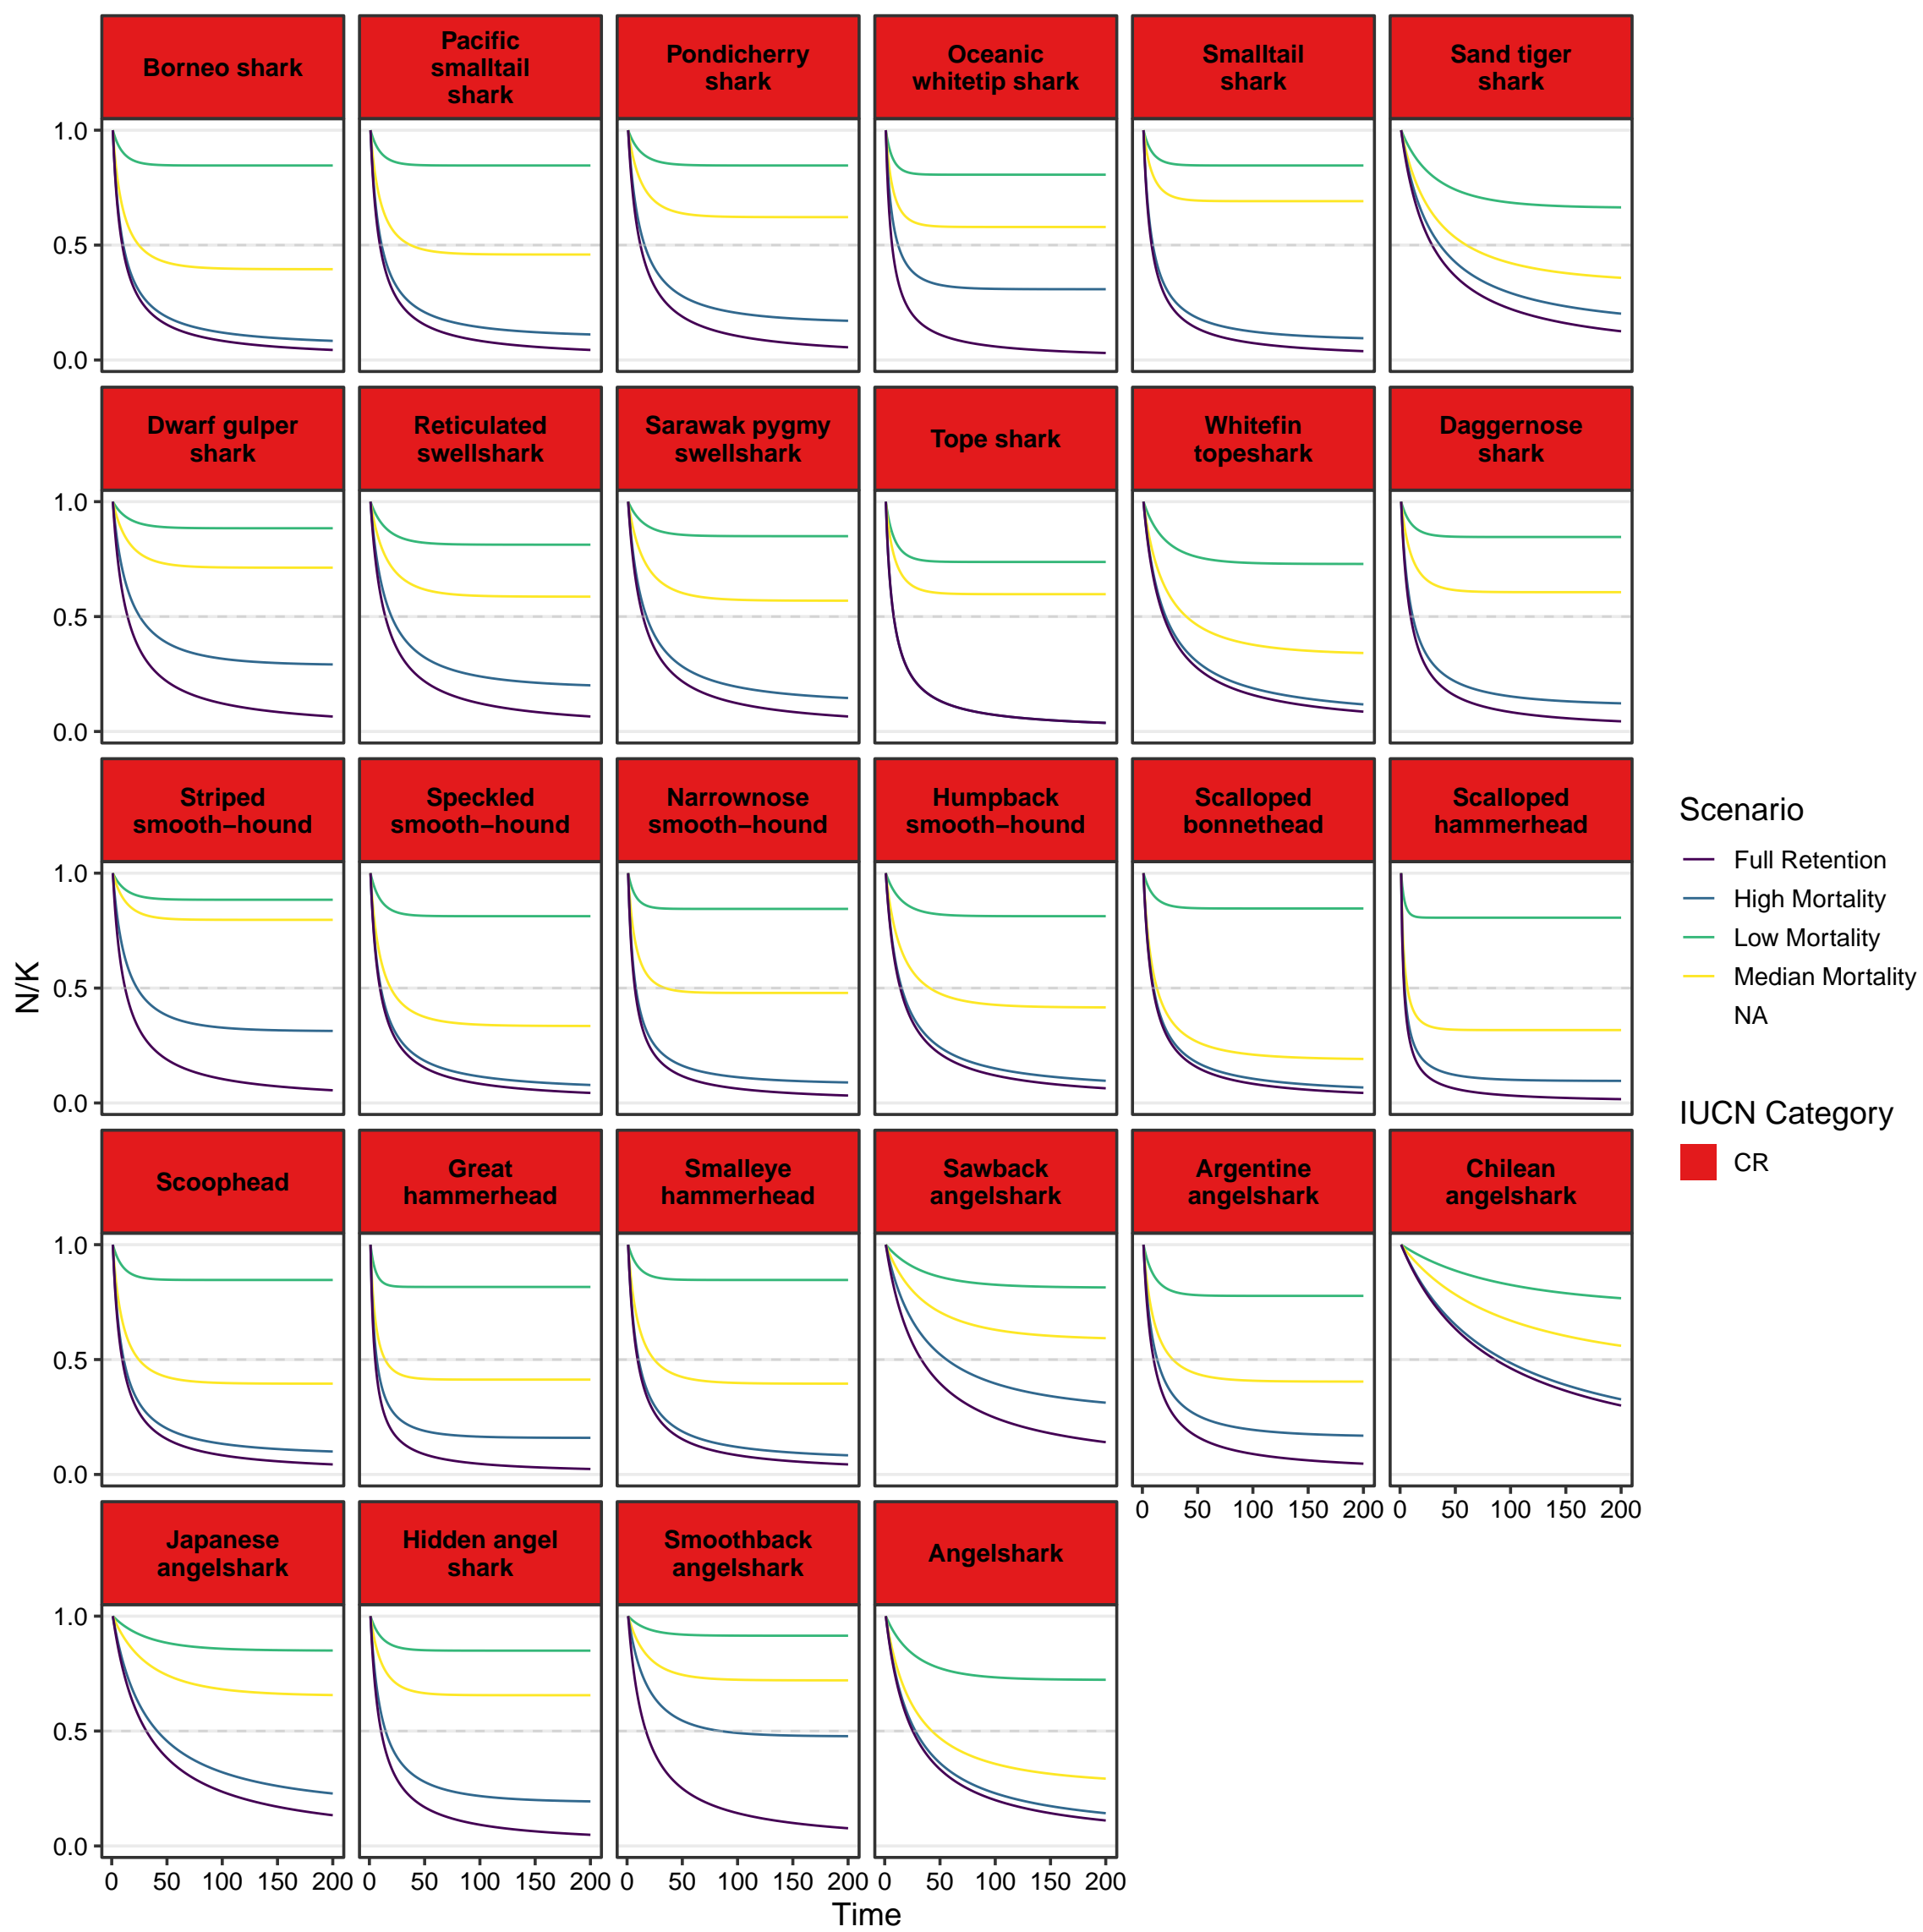 Borneo shark
Pacific
smalltail
shark
Pondicherry
shark
Oceanic
whitetip shark
Smalltail
shark
Sand tiger
shark
1.0
0.5
0.0
Dwarf gulper
shark
Reticulated
swellshark
Sarawak pygmy
swellshark
Tope shark
Whitefin
topeshark
Daggernose
shark
1.0
0.5
0.0
Striped
smooth−hound
Speckled
smooth−hound
Narrownose
smooth−hound
Humpback
smooth−hound
Scalloped
bonnethead
Scalloped
hammerhead
1.0
0.5
0.0
Scoophead
Great
hammerhead
Smalleye
hammerhead
Sawback
angelshark
Argentine
angelshark
Chilean
angelshark
1.0
0.5
0.0
0 50 100 150 200
0 50 100 150 200
Japanese
angelshark
Hidden angel
shark
Smoothback
angelshark
Angelshark
1.0
0.5
0.0
0 50 100 150 200
0 50 100 150 200
0 50 100 150 200
0 50 100 150 200
Time
N/K
Scenario
Full Retention
High Mortality
Low Mortality
Median Mortality
NA
IUCN Category
CR